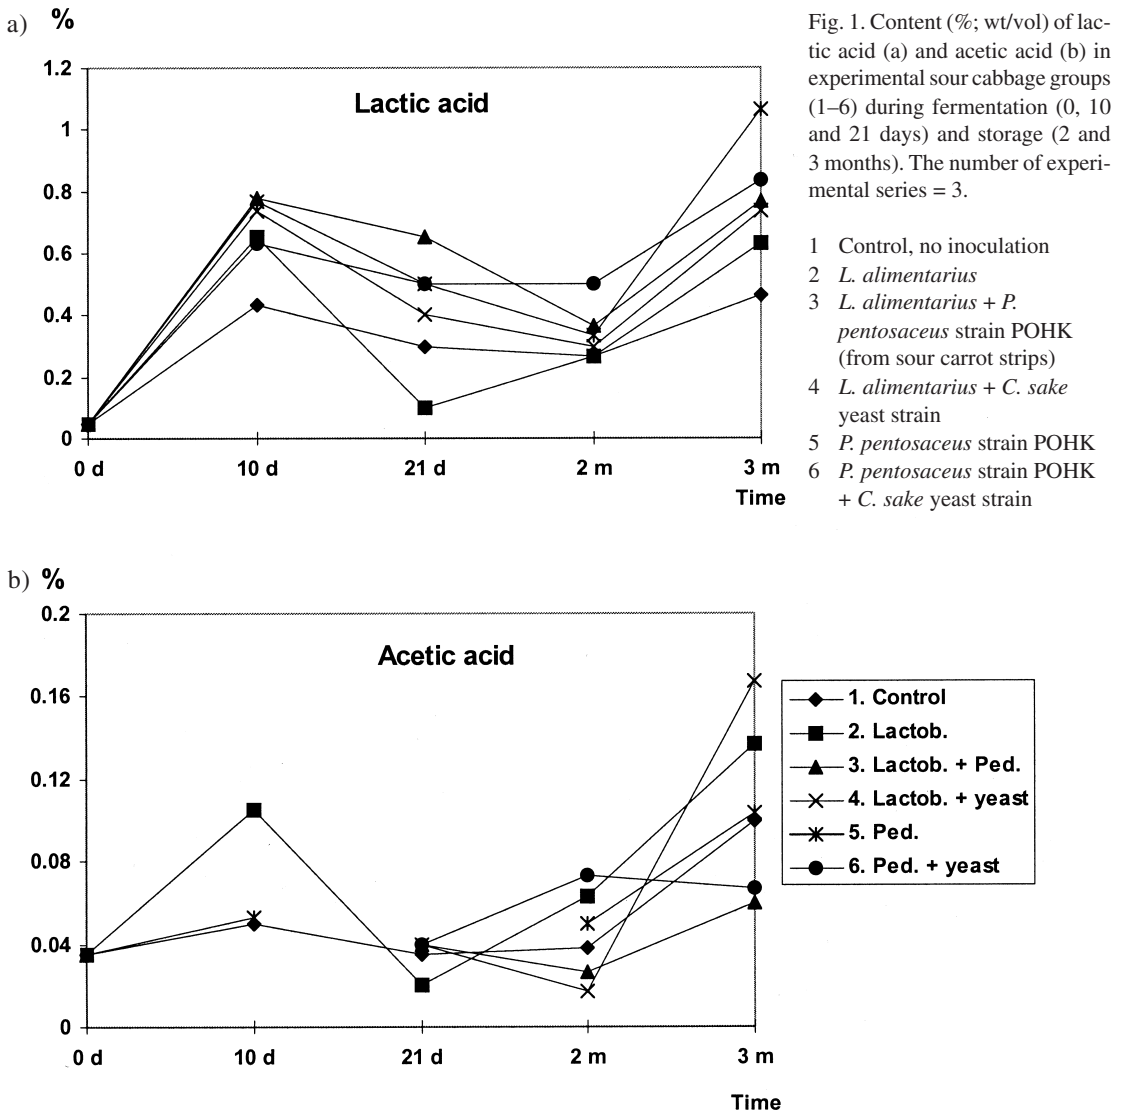 a) %
Fig. 1. Content (%; wt/vol) of lac-
tic acid (a) and acetic acid (b) in
experimental sour cabbage groups
(1–6) during fermentation (0, 10
and 21 days) and storage (2 and
3 months). The number of experi-
mental series = 3.
1 Control, no inoculation
2 L. alimentarius
3 L. alimentarius + P.
pentosaceus strain POHK
(from sour carrot strips)
4 L. alimentarius + C. sake
yeast strain
5 P. pentosaceus strain POHK
6 P. pentosaceus strain POHK
+ C. sake yeast strain
Lactic acid
1.2
1
0.8
0.6
0.4
0.2
0
0 d 10 d 21 d 2 m 3 m
Time
b) %
Acetic acid
0.2
0.16
0.12
0.08
0.04
0
0 d 10 d 21 d 2 m 3 m
Time
1. Control
2. Lactob.
3. Lactob. + Ped.
4. Lactob. + yeast
5. Ped.
6. Ped. + yeast